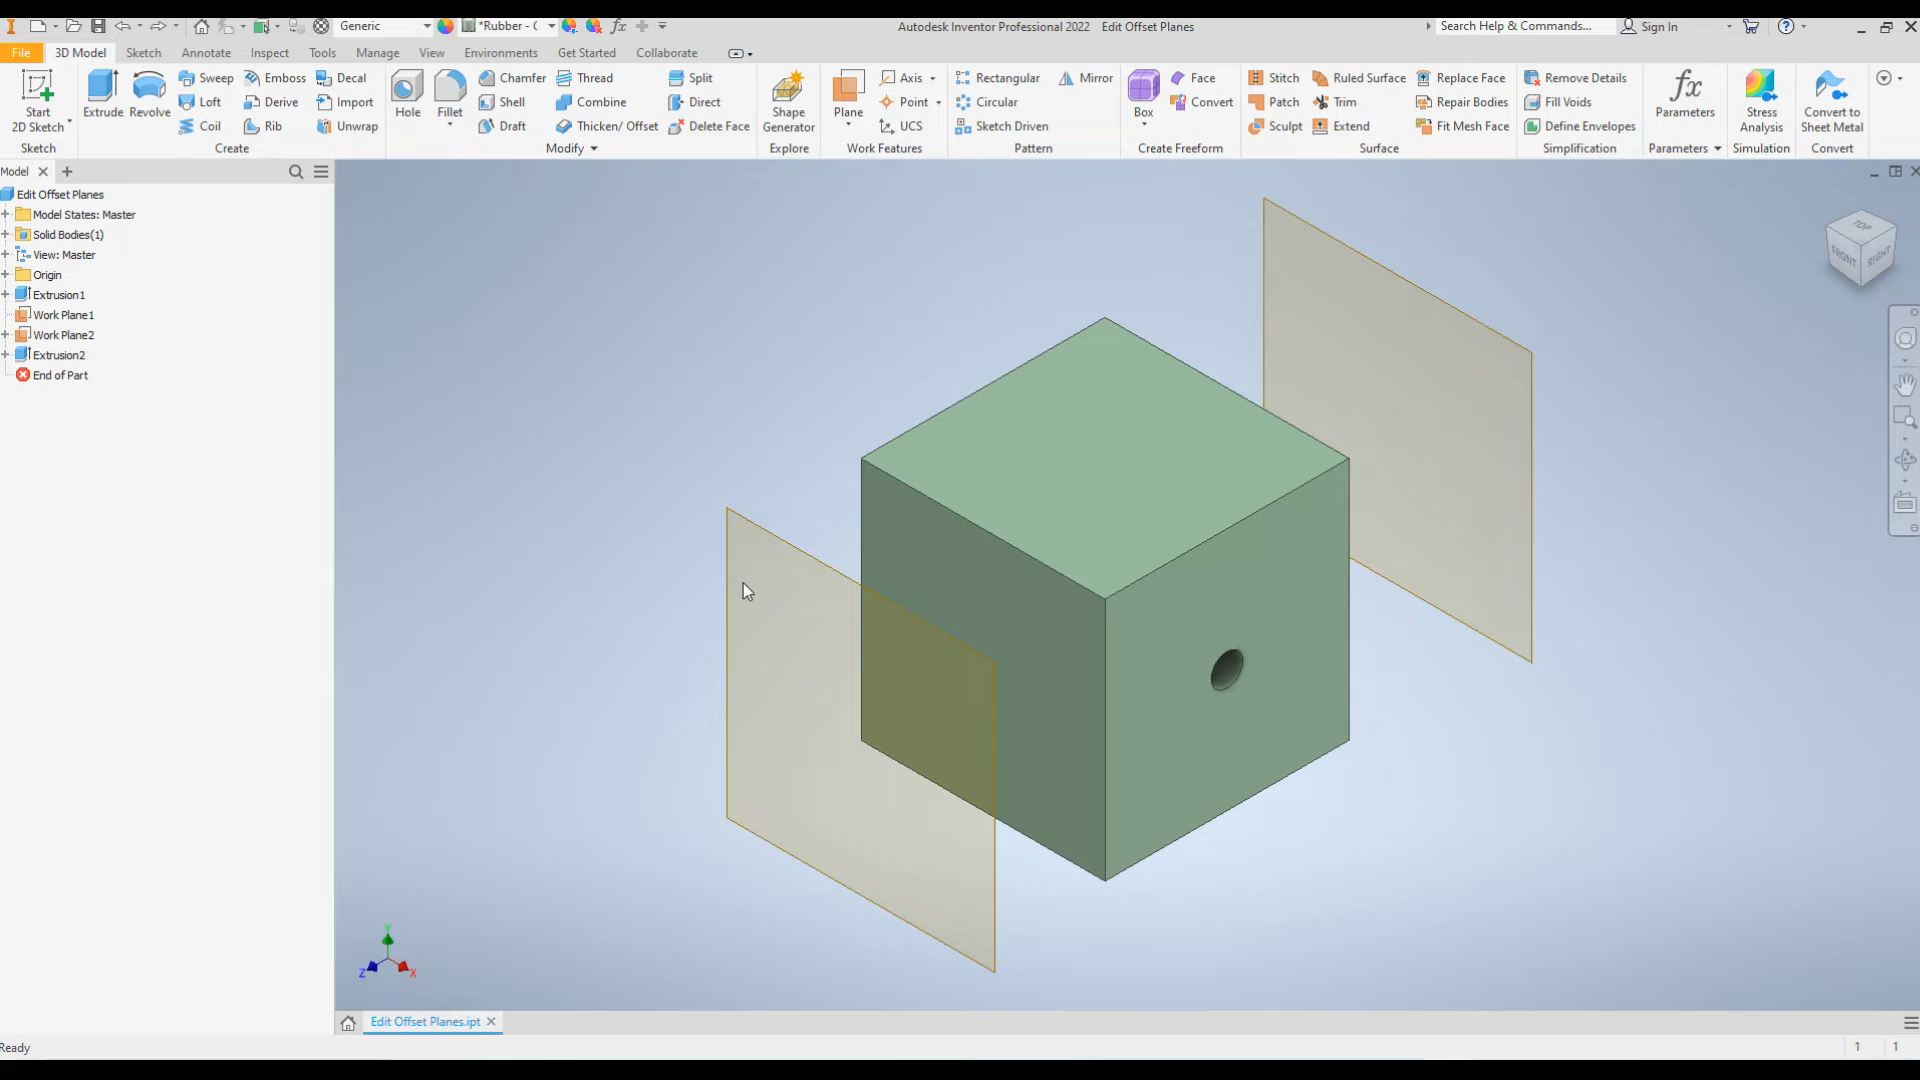 Generic *Rubber - ( fx Autodesk Inventor Professional 2022 Edit Offset Planes Search Help & Commands... Sign In
File 3D Model Sketch Annotate Inspect Tools Manage View Environments Get Started Collaborate
Start 2D Sketch Extrude Revolve Sweep Loft Coil Emboss Derive Rib Decal Import Unwrap
Hole Fillet Chamfer Shell Draft Thread Combine Thicken/ Offset Split Direct Delete Face
Shape Generator Plane Axis Point UCS
Rectangular Circular Sketch Driven Mirror
Box Face Convert
Stitch Patch Sculpt Ruled Surface Trim Extend Replace Face Repair Bodies Fit Mesh Face
Remove Details Fill Voids Define Envelopes
fx Parameters Stress Analysis Convert to Sheet Metal
Sketch Create Modify Explore Work Features Pattern Create Freeform Surface Simplification Parameters Simulation Convert
Model
Edit Offset Planes
Model States: Master
Solid Bodies(1)
View: Master
Origin
Extrusion1
Work Plane1
Work Plane2
Extrusion2
End of Part
TOP
FRONT RIGHT
Y
Z X
Edit Offset Planes.ipt
Ready 1 1